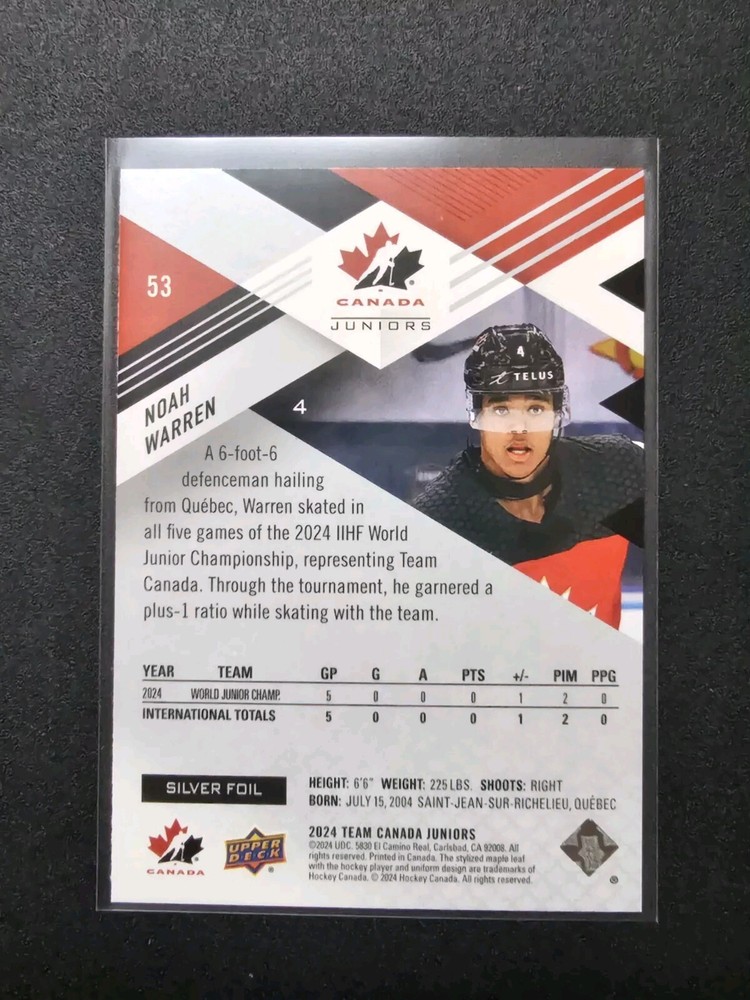 53
CANADA
JUNIORS
NOAH
WARREN
4
4
TELUS
A 6-foot-6
defenceman hailing
from Québec, Warren skated in
all five games of the 2024 IIHF World
Junior Championship, representing Team
Canada. Through the tournament, he garnered a
plus-1 ratio while skating with the team.
YEAR TEAM GP G A PTS +/- PIM PPG
2024 WORLD JUNIOR CHAMP. 5 0 0 0 1 2 0
INTERNATIONAL TOTALS 5 0 0 0 1 2 0
SILVER FOIL
HEIGHT: 6'6" WEIGHT: 225 LBS. SHOOTS: RIGHT
BORN: JULY 15, 2004 SAINT-JEAN-SUR-RICHELIEU, QUÉBEC
CANADA
UPPER
DECK
2024 TEAM CANADA JUNIORS
©2024 UDC. 5830 El Camino Real, Carlsbad, CA 92008. All
rights reserved. Printed in Canada. The stylized maple leaf
with the hockey player and uniform design are trademarks of
Hockey Canada. © 2024 Hockey Canada. All rights reserved.